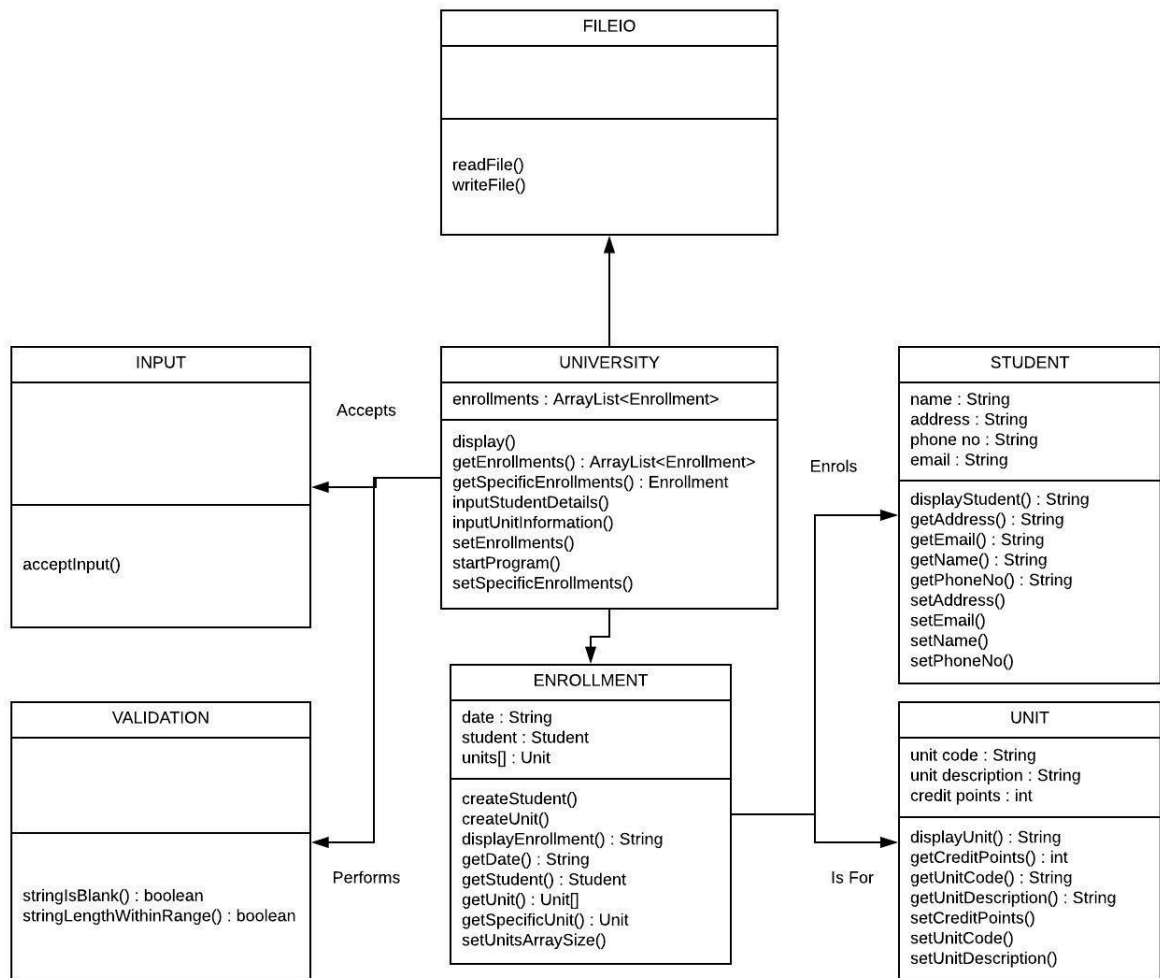 FILEIO
readFile()
writeFile()
INPUT
acceptInput()
Accepts
UNIVERSITY
enrollments : ArrayList<Enrollment>
display()
getEnrollments() : ArrayList<Enrollment>
getSpecificEnrollments() : Enrollment
inputStudentDetails()
inputUnitInformation()
setEnrollments()
startProgram()
setSpecificEnrollments()
Enrols
STUDENT
name : String
address : String
phone no : String
email : String
displayStudent() : String
getAddress() : String
getEmail() : String
getName() : String
getPhoneNo() : String
setAddress()
setEmail()
setName()
setPhoneNo()
VALIDATION
stringIsBlank() : boolean
stringLengthWithinRange() : boolean
Performs
ENROLLMENT
date : String
student : Student
units[] : Unit
createStudent()
createUnit()
displayEnrollment() : String
getDate() : String
getStudent() : Student
getUnit() : Unit[]
getSpecificUnit() : Unit
setUnitsArraySize()
Is For
UNIT
unit code : String
unit description : String
credit points : int
displayUnit() : String
getCreditPoints() : int
getUnitCode() : String
getUnitDescription() : String
setCreditPoints()
setUnitCode()
setUnitDescription()